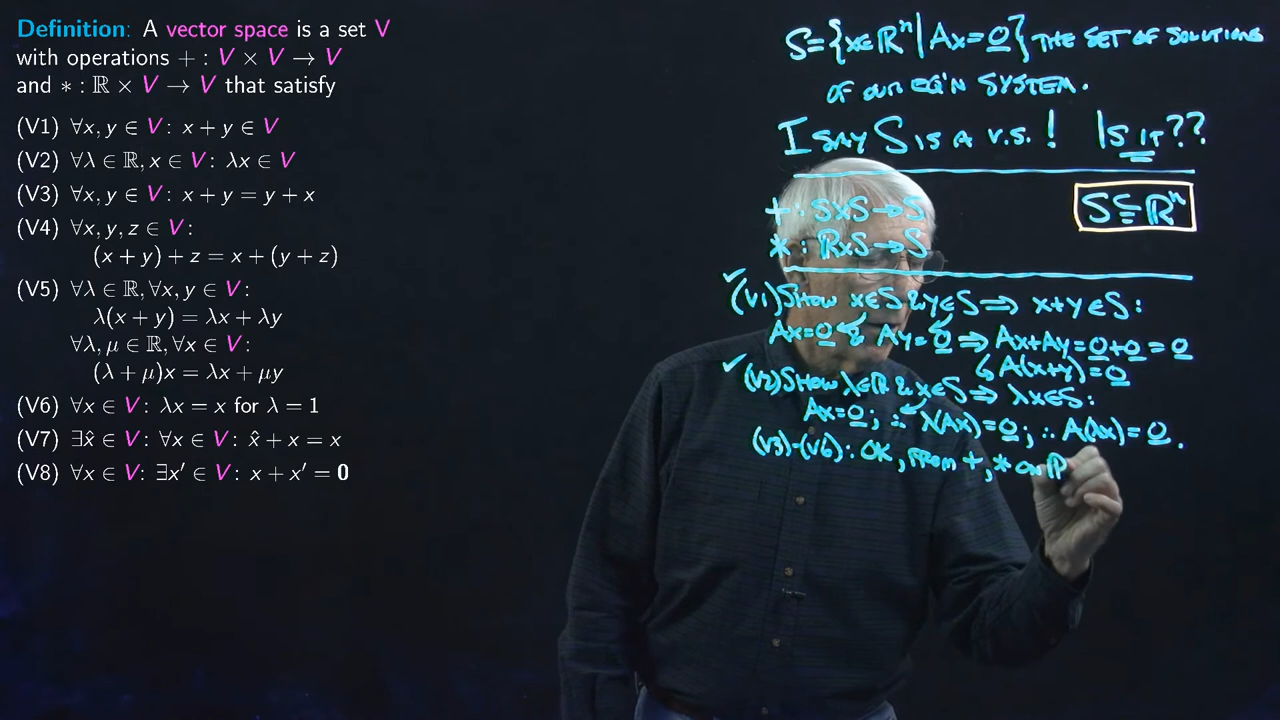 Definition: A vector space is a set V
with operations + : V × V → V
and * : ℝ × V → V that satisfy
(V1) ∀x, y ∈ V: x + y ∈ V
(V2) ∀λ ∈ ℝ, x ∈ V: λx ∈ V
(V3) ∀x, y ∈ V: x + y = y + x
(V4) ∀x, y, z ∈ V:
(x + y) + z = x + (y + z)
(V5) ∀λ ∈ ℝ, ∀x, y ∈ V:
λ(x + y) = λx + λy
∀λ, μ ∈ ℝ, ∀x ∈ V:
(λ + μ)x = λx + μy
(V6) ∀x ∈ V: λx = x for λ = 1
(V7) ∃x̂ ∈ V: ∀x ∈ V: x̂ + x = x
(V8) ∀x ∈ V: ∃x′ ∈ V: x + x′ = 0
S = {x∈ℝⁿ | Ax = 0} THE SET OF SOLUTIONS
OF OUR EQ'N SYSTEM.
I SAY S IS A V.S.! IS IT??
S ⊆ ℝⁿ
+ : S×S → S
* : ℝ×S → S
✓(V1) SHOW x∈S & y∈S ⇒ x+y∈S:
Ax=0 & Ay=0 ⇒ Ax+Ay=0+0=0
↳ A(x+y)=0
✓(V2) SHOW λ∈ℝ & x∈S ⇒ λx∈S:
Ax=0; ∴ λ(Ax)=0; ∴ A(λx)=0.
(V3)-(V6): OK, FROM +, * ON